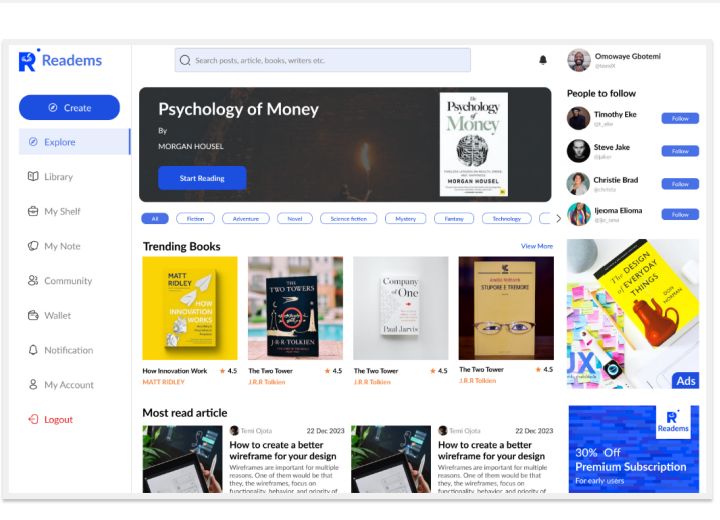 Readems
Search posts, article, books, writers etc.
Omowaye Gbotemi
Create
Explore
Library
My Shelf
My Note
Community
Wallet
Notification
My Account
Logout
Psychology of Money
By
MORGAN HOUSEL
Start Reading
The
Psychology
of
Money
MORGAN HOUSEL
All
Fiction
Adventure
Novel
Science fiction
Mystery
Fantasy
Technology
Trending Books
View More
MATT
RIDLEY
HOW
INNOVATION
WORKS
THE
TWO TOWERS
J·R·R·TOLKIEN
Company
of One
Paul Jarvis
STUPORE E TREMORI
How Innovation Work
4.5
MATT RIDLEY
The Two Tower
4.5
J.R.R Tolkien
The Two Tower
4.5
J.R.R Tolkien
The Two Tower
4.5
J.R.R Tolkien
Most read article
Temi Ojota
22 Dec 2023
How to create a better
wireframe for your design
Wireframes are important for multiple
reasons. One of them would be that
they, the wireframes, focus on
functionality, behavior, and priority of
Temi Ojota
22 Dec 2023
How to create a better
wireframe for your design
Wireframes are important for multiple
reasons. One of them would be that
they, the wireframes, focus on
functionality, behavior, and priority of
People to follow
Timothy Eke
Follow
Steve Jake
Follow
Christie Brad
Follow
Ijeoma Elioma
Follow
The DESIGN
of EVERYDAY
THINGS
DON
NORMAN
UX
Ads
Readems
30% Off
Premium Subscription
For early users